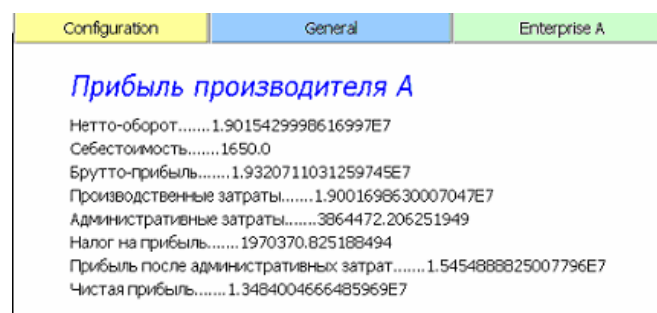 Configuration General Enterprise A
Прибыль производителя А
Нетто-оборот.......1.9015429998616997E7
Себестоимость.......1650.0
Брутто-прибыль.......1.9320711031259745E7
Производственные затраты.......1.9001698630007047E7
Административные затраты.......3864472.206251949
Налог на прибыль.......1970370.825188494
Прибыль после административных затрат.......1.5454888825007796E7
Чистая прибыль.......1.3484004666485969E7